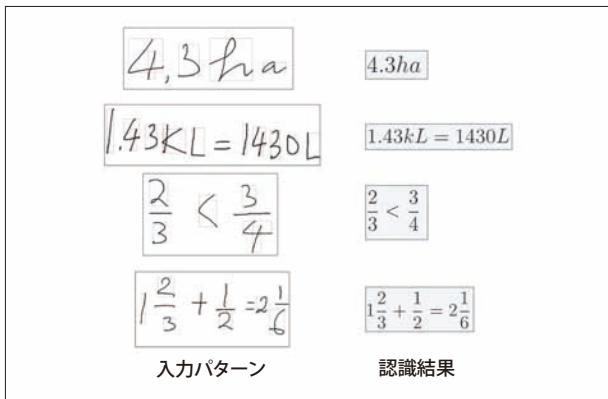 4.3ha 4.3ha
1.43KL = 1430L 1.43kL = 1430L
2/3 < 3/4 2/3 < 3/4
1 2/3 + 1/2 = 2 1/6 1 2/3 + 1/2 = 2 1/6
入力パターン 認識結果